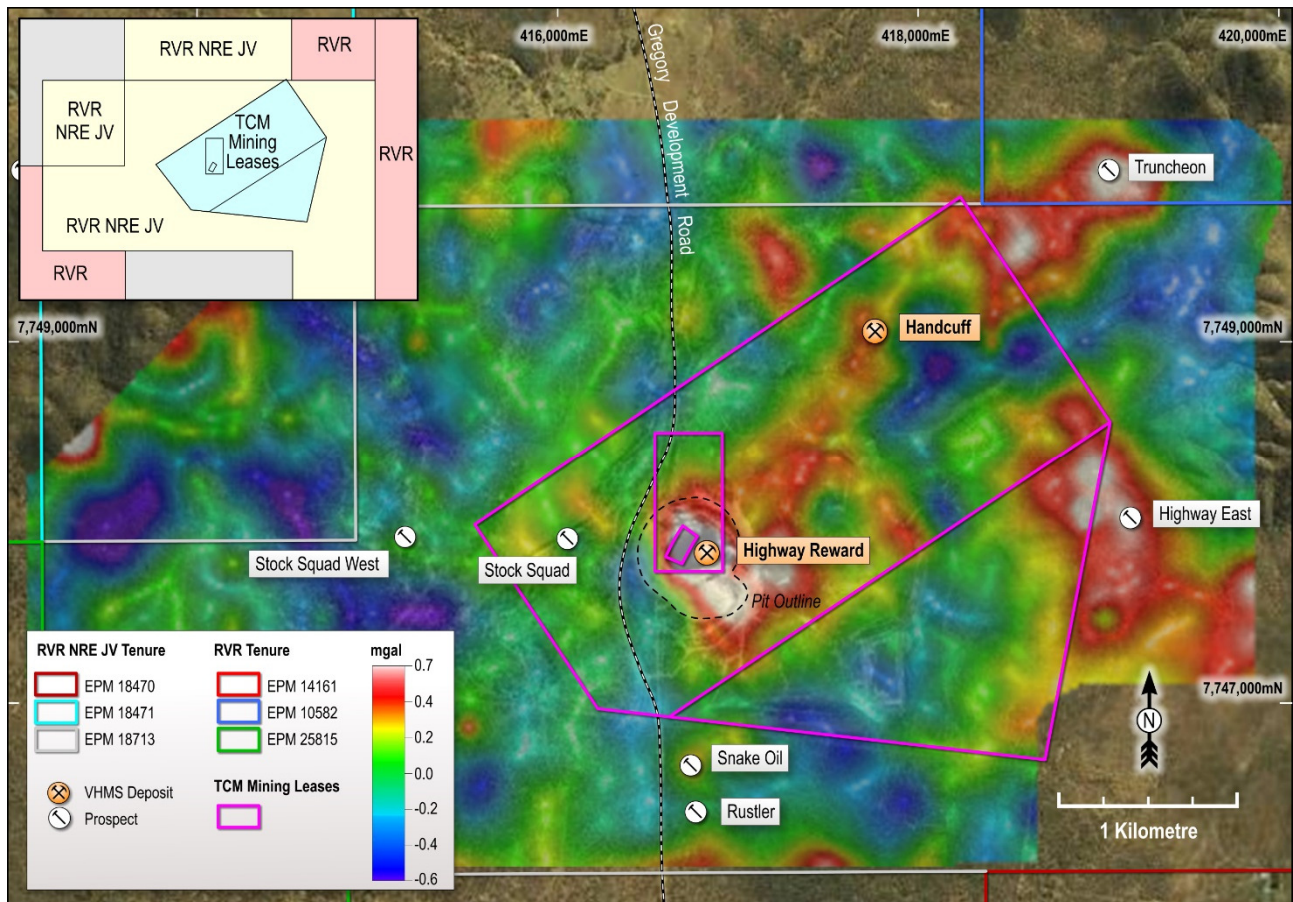 RVR NRE JV
RVR
RVR
NRE JV
TCM
Mining
Leases
RVR
RVR NRE JV
RVR
416,000mE
418,000mE
420,000mE
Gregory Development Road
Truncheon
7,749,000mN
7,749,000mN
Handcuff
Highway East
Stock Squad West
Stock Squad
Highway Reward
Pit Outline
7,747,000mN
Snake Oil
Rustler
N
1 Kilometre
RVR NRE JV Tenure
EPM 18470
EPM 18471
EPM 18713
VHMS Deposit
Prospect
RVR Tenure
EPM 14161
EPM 10582
EPM 25815
TCM Mining Leases
mgal
0.7
0.4
0.2
0.0
-0.2
-0.4
-0.6